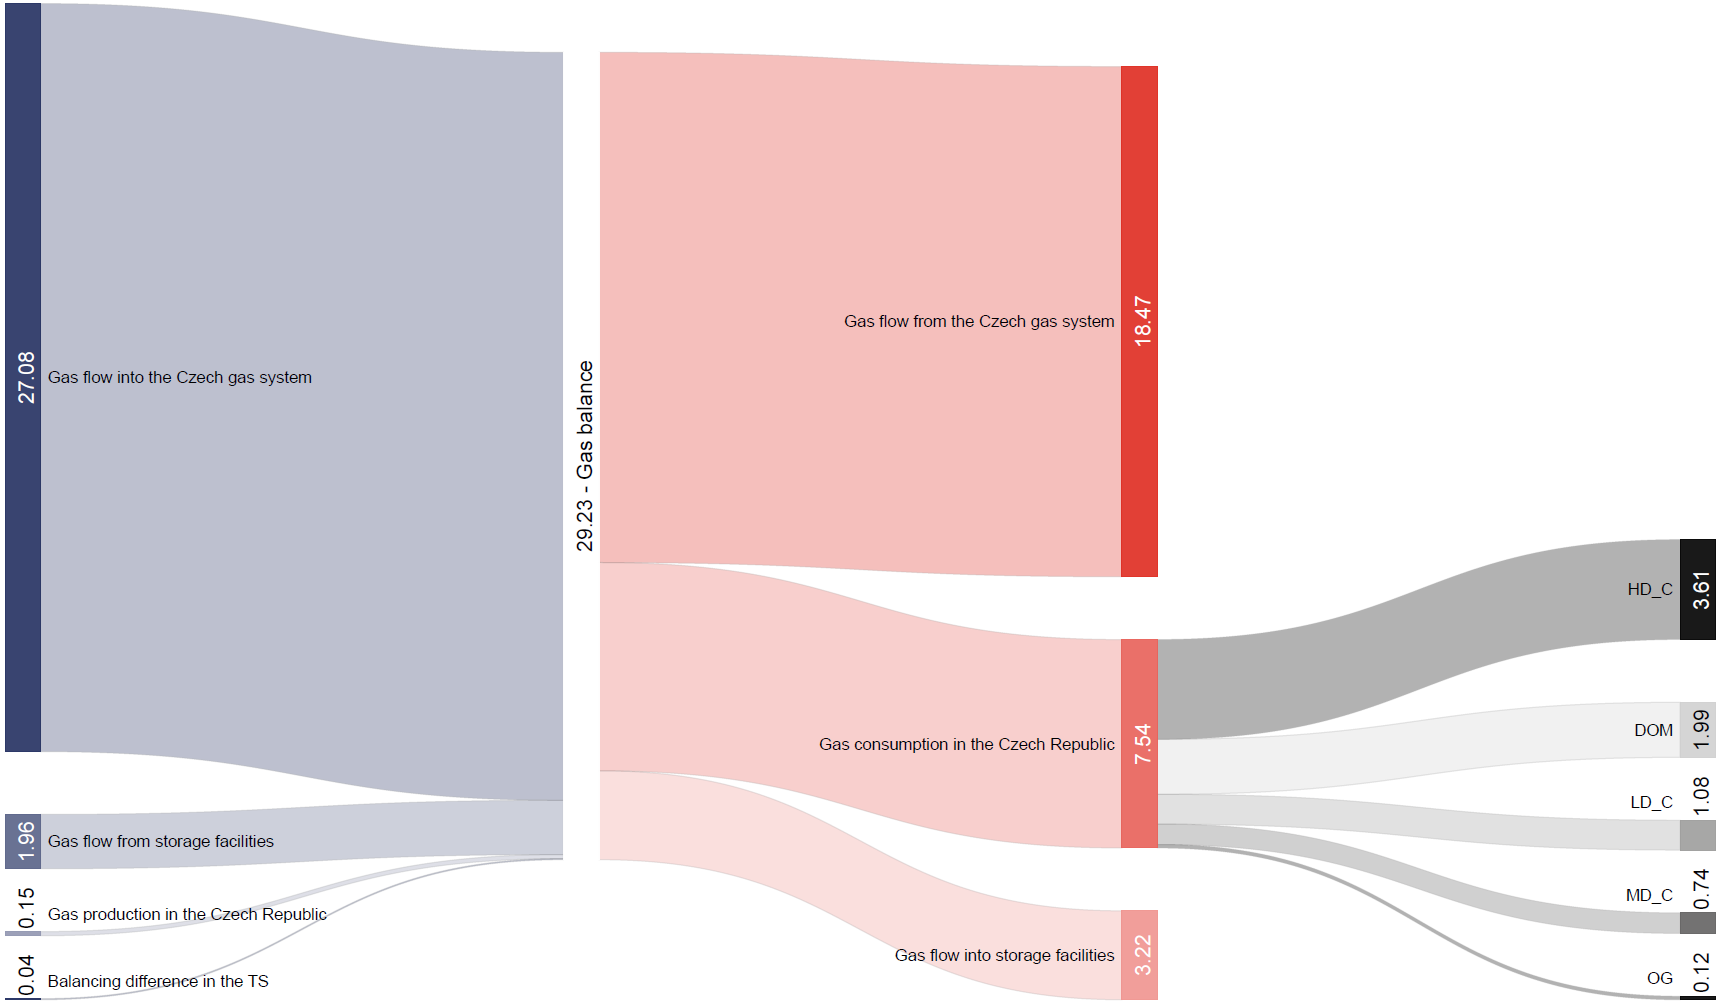 27.08
Gas flow into the Czech gas system
1.96
Gas flow from storage facilities
0.15
Gas production in the Czech Republic
0.04
Balancing difference in the TS
29.23 - Gas balance
Gas flow from the Czech gas system
18.47
Gas consumption in the Czech Republic
7.54
Gas flow into storage facilities
3.22
HD_C
3.61
DOM
1.99
LD_C
1.08
MD_C
0.74
OG
0.12